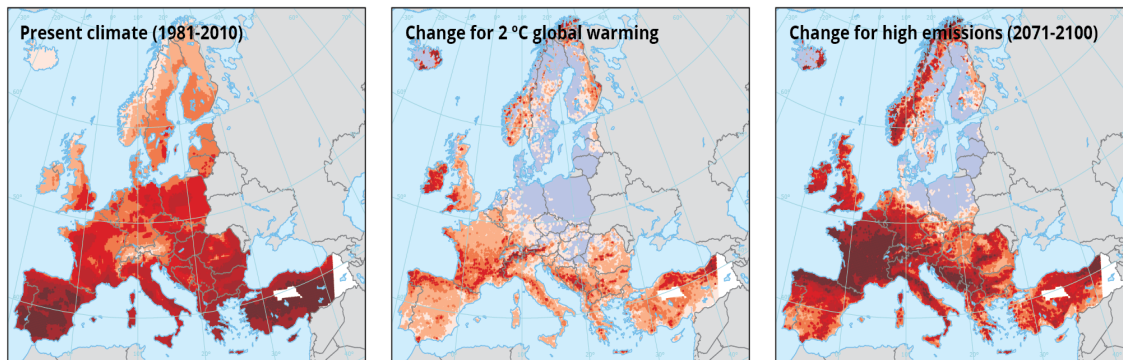 Present climate (1981-2010)
Change for 2 ºC global warming
Change for high emissions (2071-2100)